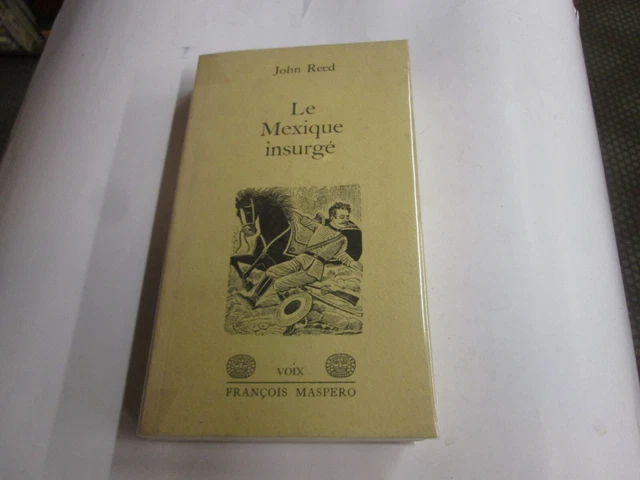 John Reed
Le
Mexique
insurgé
VOIX
FRANÇOIS MASPERO